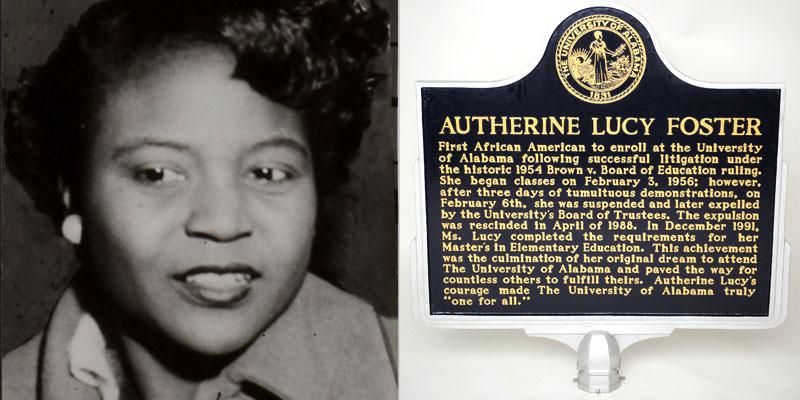 THE UNIVERSITY OF ALABAMA
1831
AUTHERINE LUCY FOSTER
First African American to enroll at the University
of Alabama following successful litigation under
the historic 1954 Brown v. Board of Education ruling.
She began classes on February 3, 1956; however,
after three days of tumultuous demonstrations, on
February 6th, she was suspended and later expelled
by the University's Board of Trustees. The expulsion
was rescinded in April of 1988. In December 1991,
Ms. Lucy completed the requirements for her
Master's in Elementary Education. This achievement
was the culmination of her original dream to attend
The University of Alabama and paved the way for
countless others to fulfill theirs. Autherine Lucy's
courage made The University of Alabama truly
"one for all."